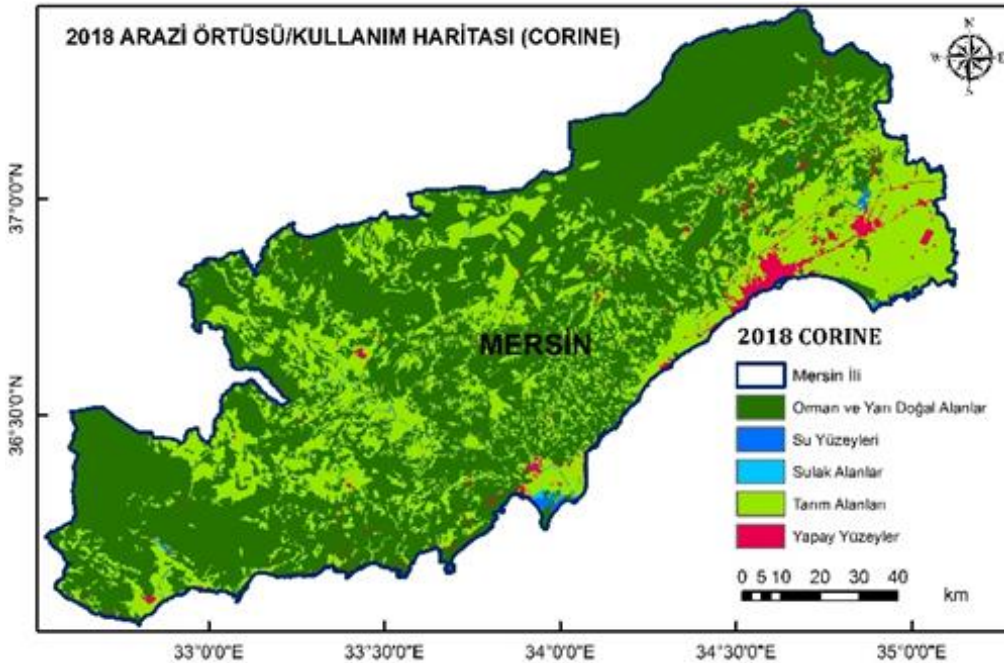 2018 ARAZİ ÖRTÜSÜ/KULLANIM HARİTASI (CORINE)
N
W
E
S
37°0'0"N
36°30'0"N
MERSİN
2018 CORINE
Mersin İli
Orman ve Yarı Doğal Alanlar
Su Yüzeyleri
Sulak Alanlar
Tarım Alanları
Yapay Yüzeyler
0 5 10 20 30 40
km
33°0'0"E 33°30'0"E 34°0'0"E 34°30'0"E 35°0'0"E